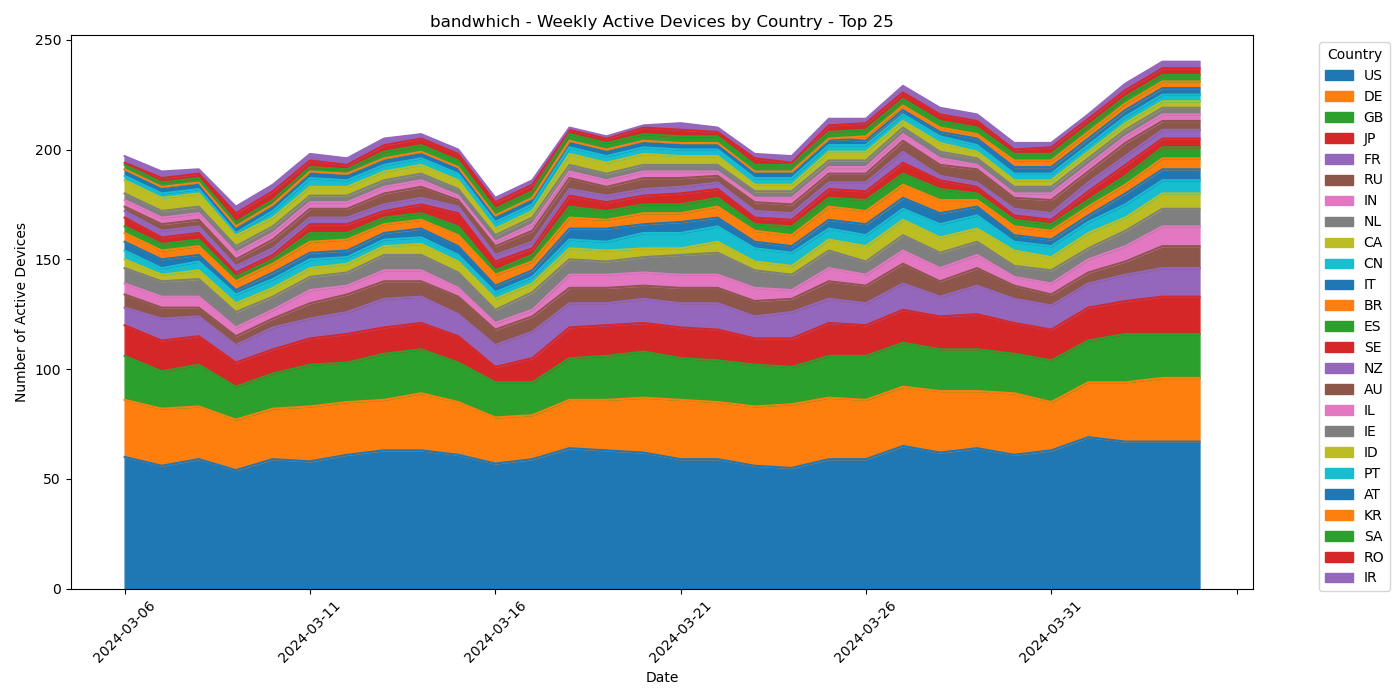 bandwhich - Weekly Active Devices by Country - Top 25
250
200
150
100
50
0
Number of Active Devices
2024-03-06
2024-03-11
2024-03-16
2024-03-21
2024-03-26
2024-03-31
Date
Country
US
DE
GB
JP
FR
RU
IN
NL
CA
CN
IT
BR
ES
SE
NZ
AU
IL
IE
ID
PT
AT
KR
SA
RO
IR